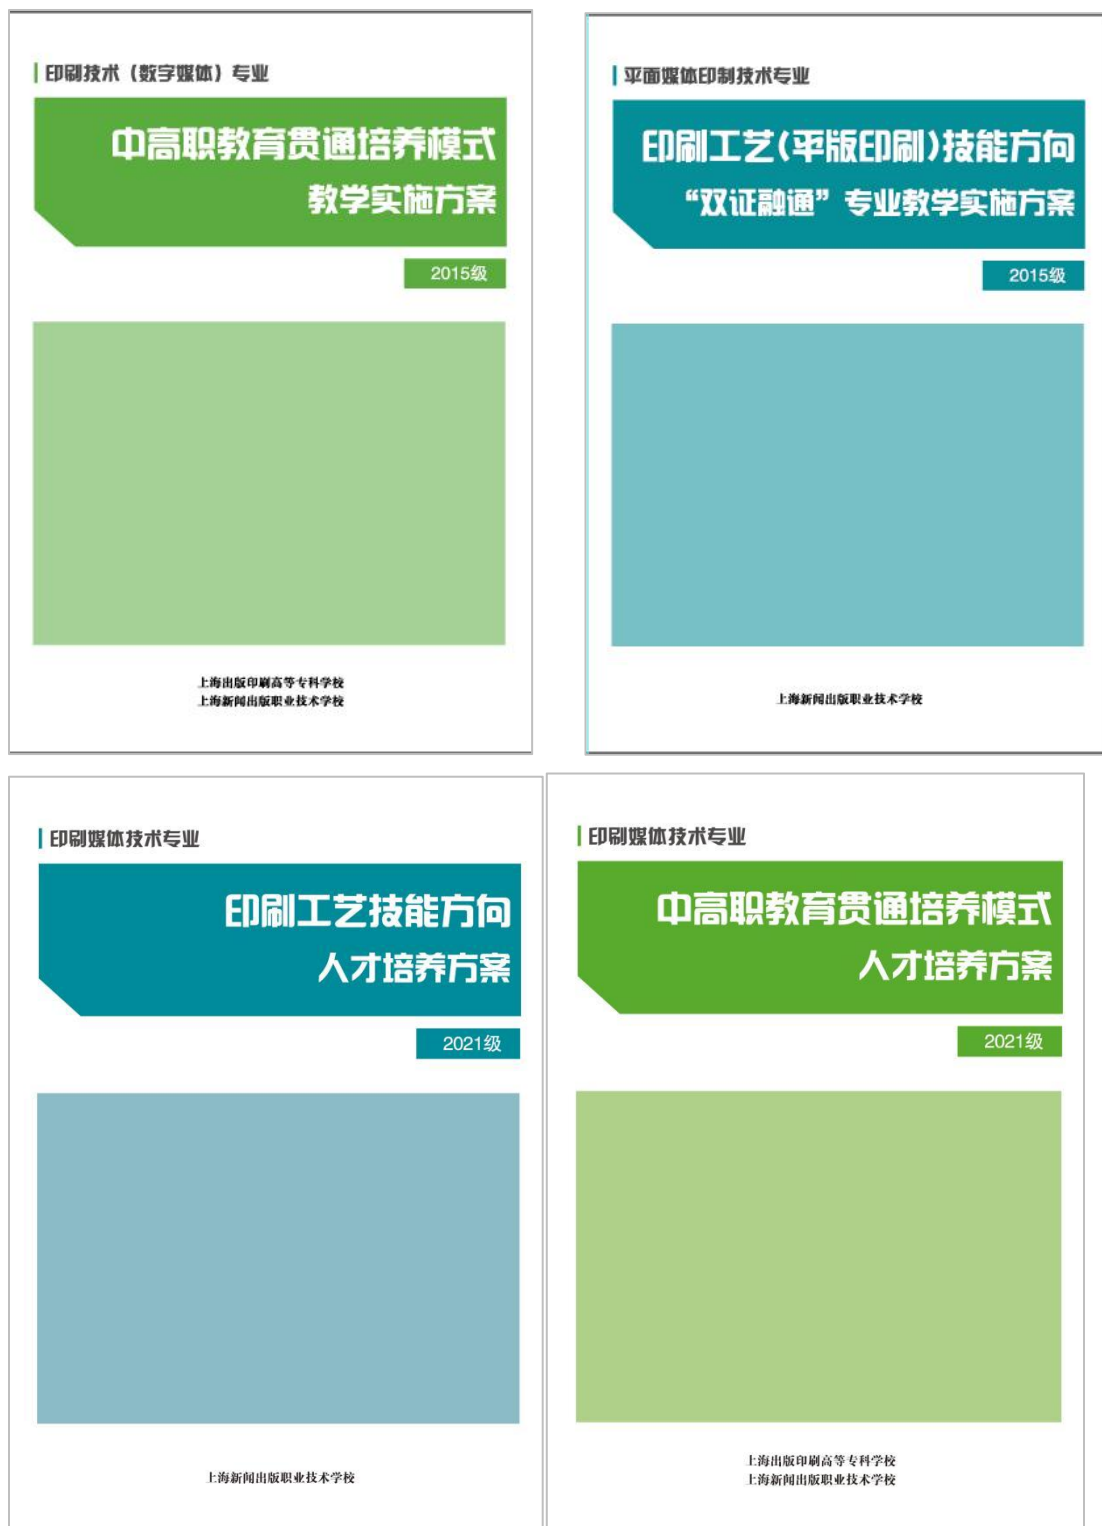 印刷技术（数字媒体）专业
中高职教育贯通培养模式
教学实施方案
2015级
上海出版印刷高等专科学校
上海新闻出版职业技术学校
平面媒体印制技术专业
印刷工艺(平版印刷)技能方向
“双证融通”专业教学实施方案
2015级
上海新闻出版职业技术学校
印刷媒体技术专业
印刷工艺技能方向
人才培养方案
2021级
上海新闻出版职业技术学校
印刷媒体技术专业
中高职教育贯通培养模式
人才培养方案
2021级
上海出版印刷高等专科学校
上海新闻出版职业技术学校